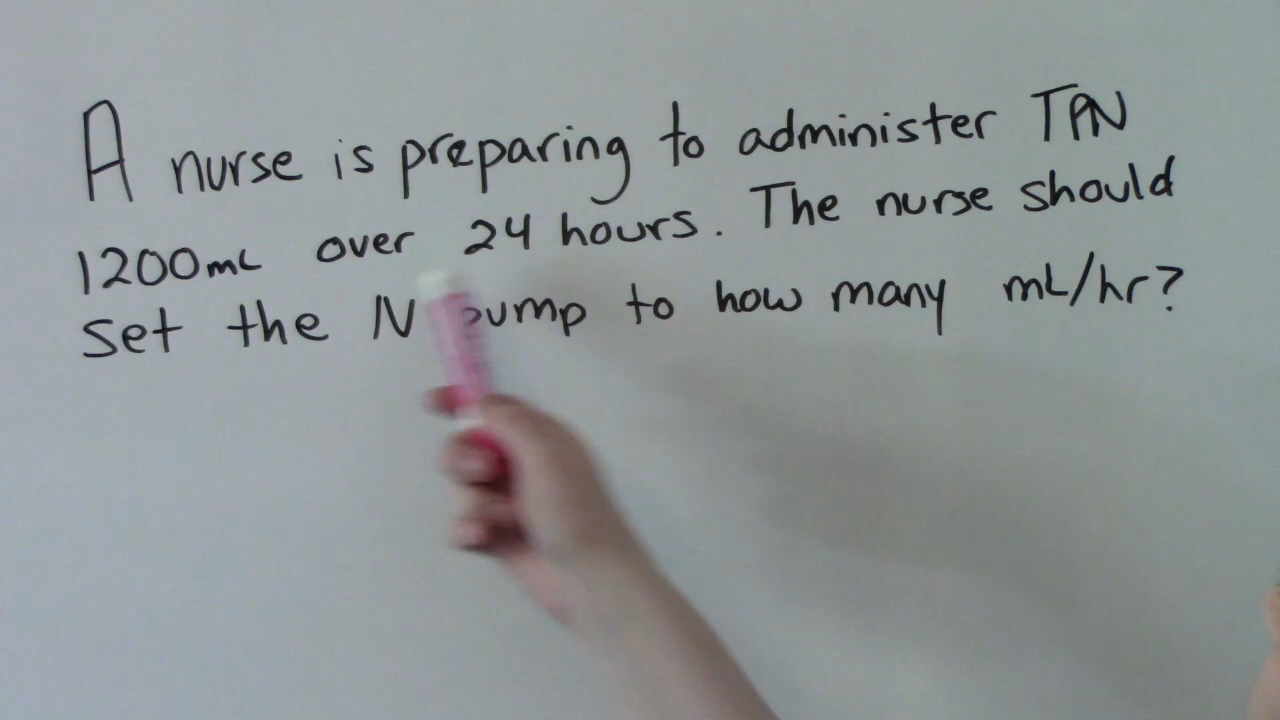 A nurse is preparing to administer TPN
1200mL over 24 hours. The nurse should
set the IV pump to how many mL/hr?